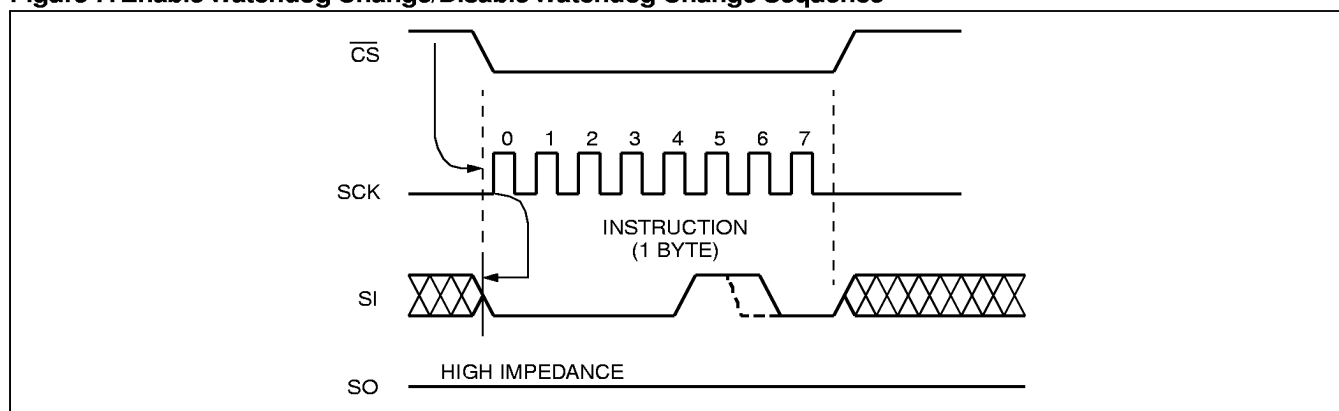 Figure 7. Enable Watchdog Change/Disable Watchdog Change Sequence
CS
0 1 2 3 4 5 6 7
SCK
INSTRUCTION
(1 BYTE)
SI
HIGH IMPEDANCE
SO